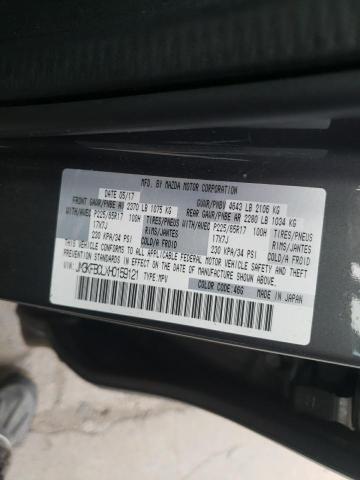 MFD. BY MAZDA MOTOR CORPORATION
DATE 05/17 GVWR/PNBV 4643 LB 2106 KG
FRONT GAWR/PNBE AV 2370 LB 1075 KG REAR GAWR/PNBE AR 2280 LB 1034 KG
WITH/AVEC P225/65R17 100H TIRES/PNEUS WITH/AVEC P225/65R17 100H TIRES/PNEUS
17X7J RIMS/JANTES 17X7J RIMS/JANTES
230 KPA/34 PSI COLD/A FROID 230 KPA/34 PSI COLD/A FROID
THIS VEHICLE CONFORMS TO ALL APPLICABLE FEDERAL MOTOR VEHICLE SAFETY, BUMPER, AND THEFT
PREVENTION STANDARDS IN EFFECT ON THE DATE OF MANUFACTURE SHOWN ABOVE.
VIN: JM3KFBCLXH0159121 TYPE: MPV COLOR CODE: 46G MADE IN JAPAN